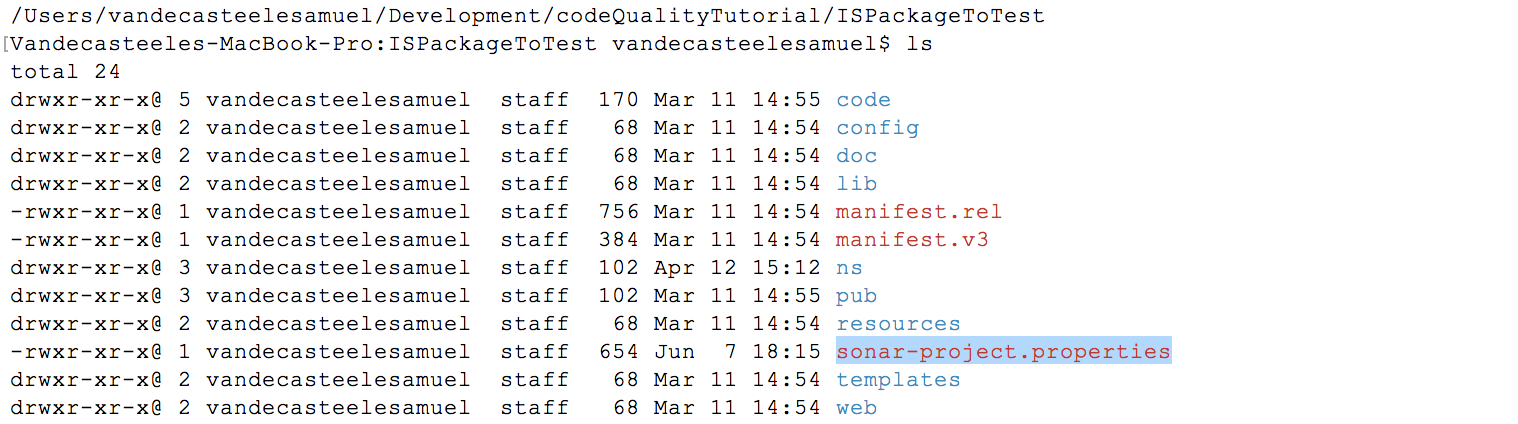 /Users/vandecasteelesamuel/Development/codeQualityTutorial/ISPackageToTest
[Vandecasteeles-MacBook-Pro:ISPackageToTest vandecasteelesamuel$ ls
total 24
drwxr-xr-x@ 5 vandecasteelesamuel  staff  170 Mar 11 14:55 code
drwxr-xr-x@ 2 vandecasteelesamuel  staff   68 Mar 11 14:54 config
drwxr-xr-x@ 2 vandecasteelesamuel  staff   68 Mar 11 14:54 doc
drwxr-xr-x@ 2 vandecasteelesamuel  staff   68 Mar 11 14:54 lib
-rwxr-xr-x@ 1 vandecasteelesamuel  staff  756 Mar 11 14:54 manifest.rel
-rwxr-xr-x@ 1 vandecasteelesamuel  staff  384 Mar 11 14:54 manifest.v3
drwxr-xr-x@ 3 vandecasteelesamuel  staff  102 Apr 12 15:12 ns
drwxr-xr-x@ 3 vandecasteelesamuel  staff  102 Mar 11 14:55 pub
drwxr-xr-x@ 2 vandecasteelesamuel  staff   68 Mar 11 14:54 resources
-rwxr-xr-x@ 1 vandecasteelesamuel  staff  654 Jun  7 18:15 sonar-project.properties
drwxr-xr-x@ 2 vandecasteelesamuel  staff   68 Mar 11 14:54 templates
drwxr-xr-x@ 2 vandecasteelesamuel  staff   68 Mar 11 14:54 web